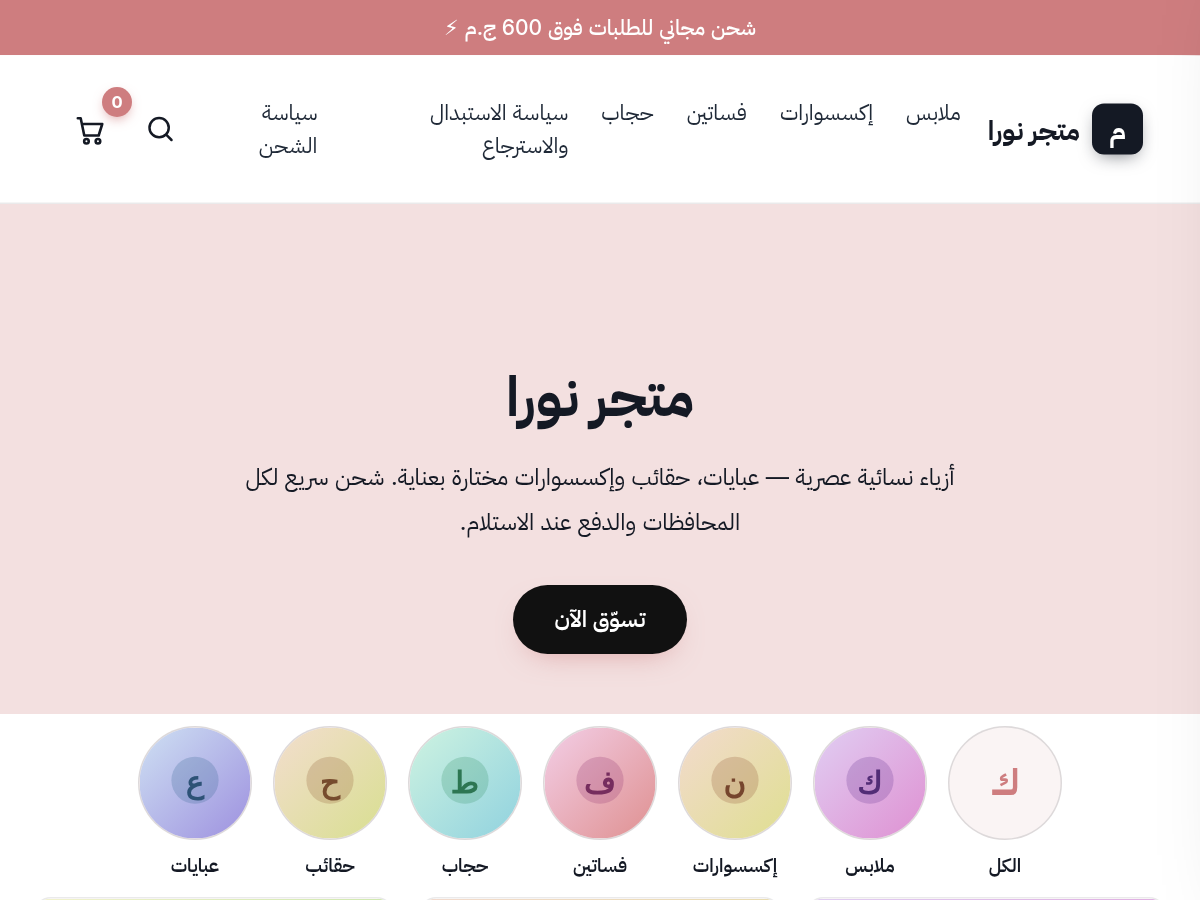 شحن مجاني للطلبات فوق 600 ج.م ⚡
م
متجر نورا
ملابس
إكسسوارات
فساتين
حجاب
سياسة الاستبدال
والاسترجاع
سياسة
الشحن
0
متجر نورا
أزياء نسائية عصرية — عبايات، حقائب وإكسسوارات مختارة بعناية. شحن سريع لكل
المحافظات والدفع عند الاستلام.
تسوّق الآن
ك
ك
ن
ف
ط
ح
ع
الكل
ملابس
إكسسوارات
فساتين
حجاب
حقائب
عبايات